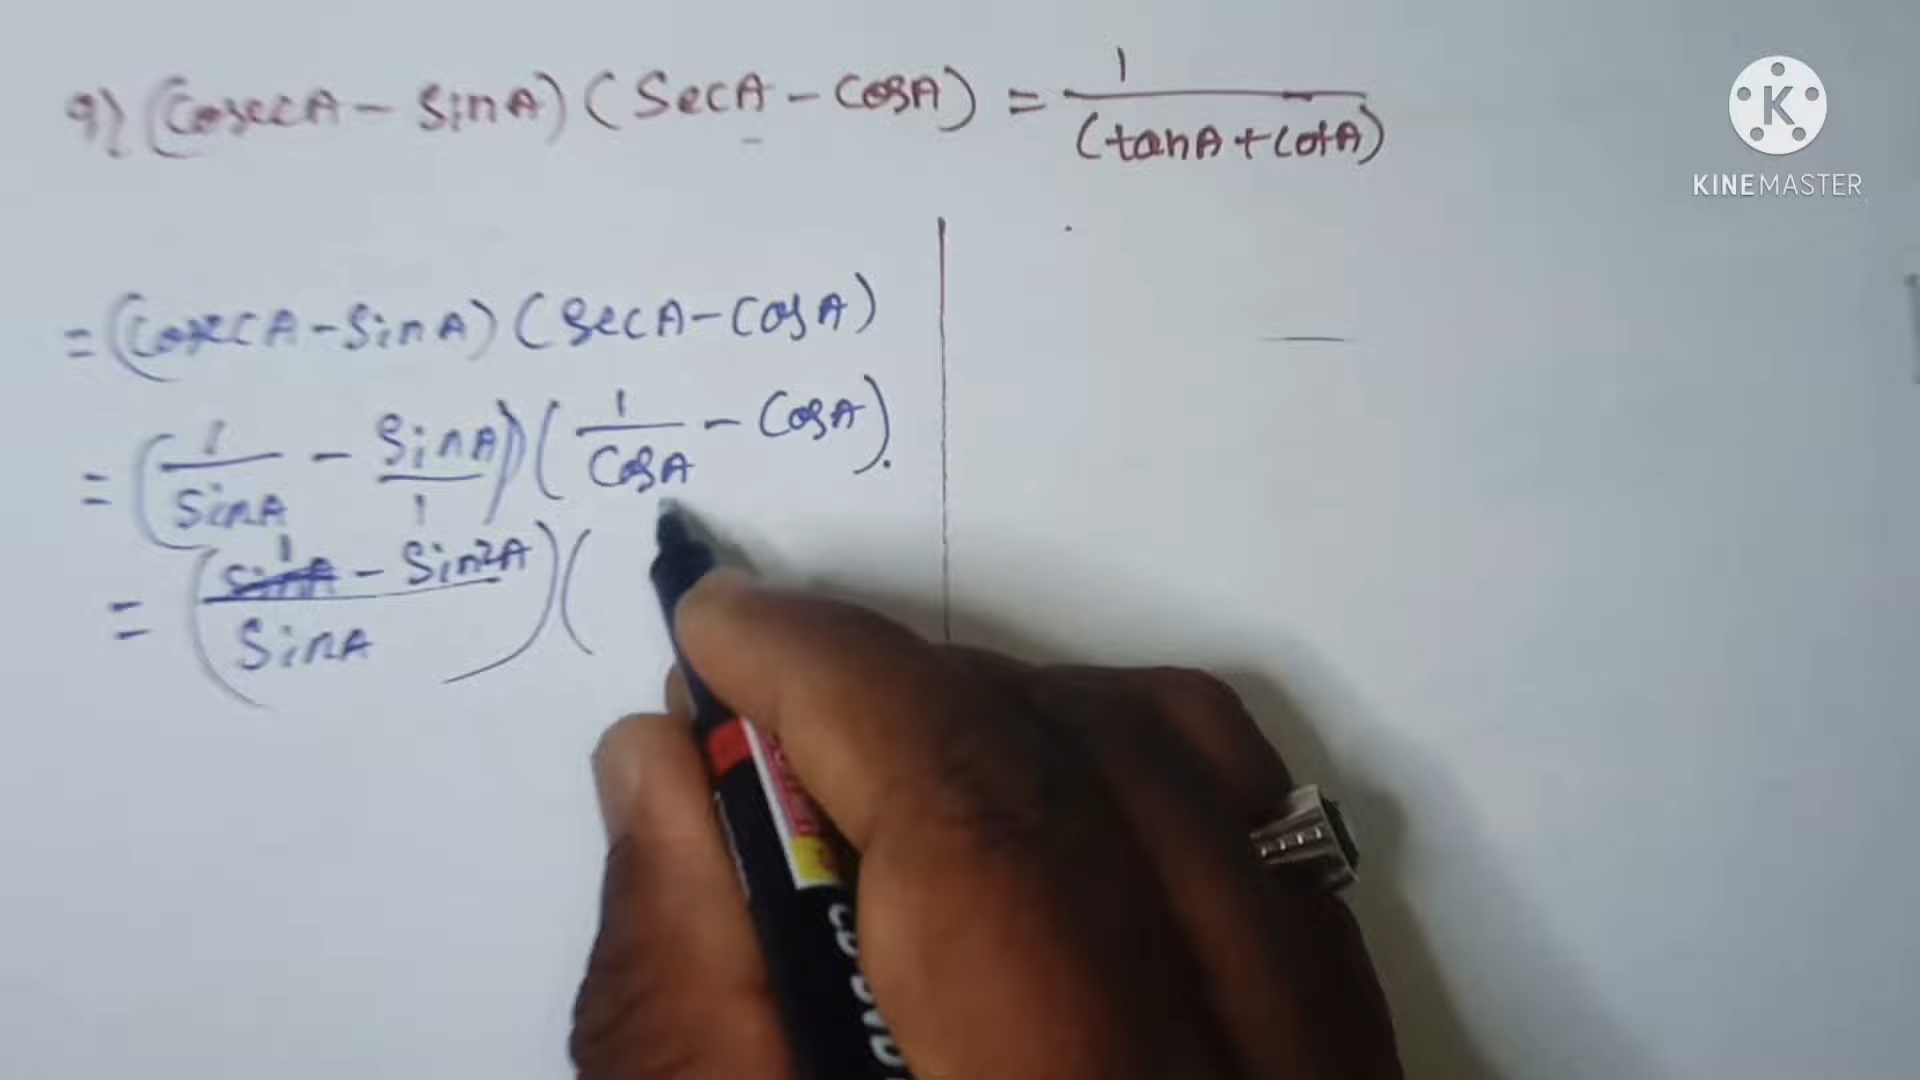 9) (CosecA - SinA) (SecA - CosA) = 1/(tanA + CotA)
KINEMASTER
= (CosecA - SinA) (SecA - CosA)
= (1/SinA - SinA/1) (1/CosA - CosA).
= (1 - Sin²A/SinA) (